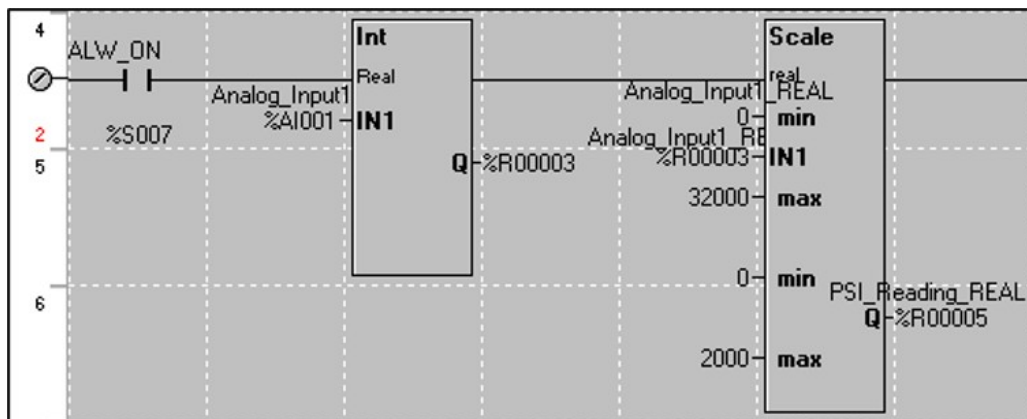 4
ALW_ON
%S007
2
5
6
Int
Real
Analog_Input1
%AI001
IN1
Q
%R00003
Scale
real
Analog_Input1_REAL
0
min
Analog_Input1_RE
%R00003
IN1
32000
max
0
min
PSI_Reading_REAL
Q
%R00005
2000
max